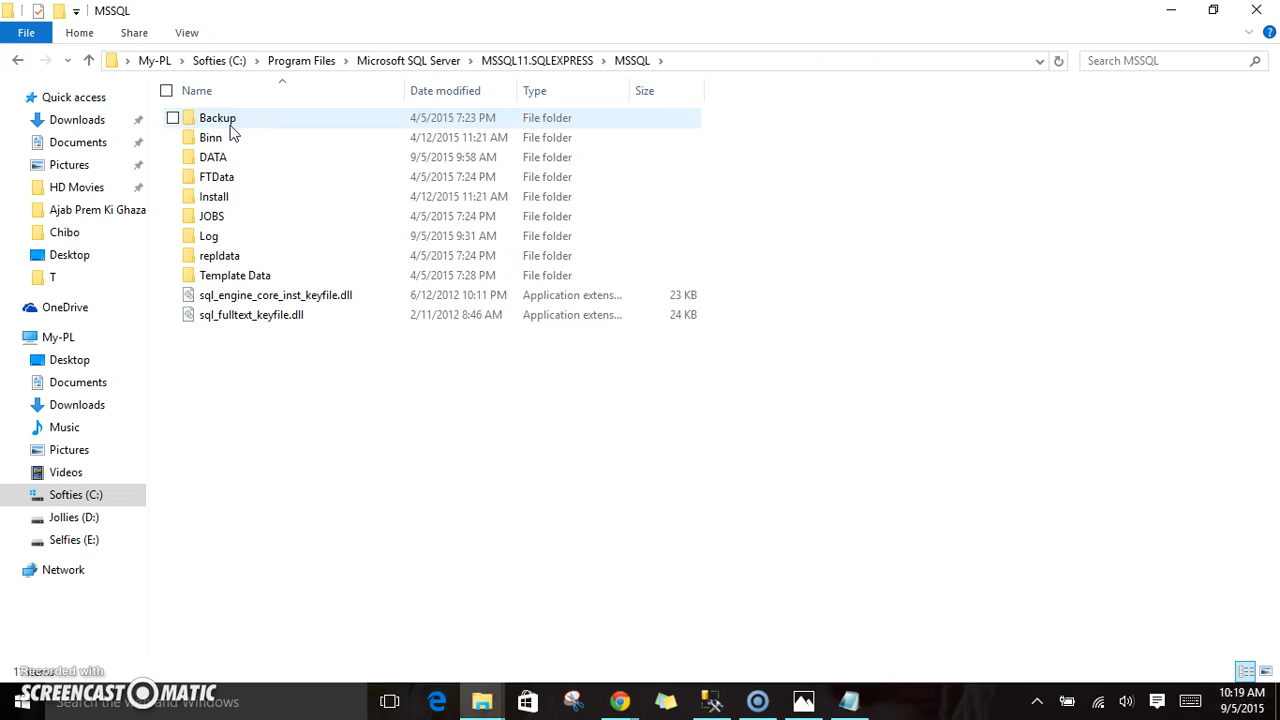 MSSQL
File Home Share View
My-PL Softies (C:) Program Files Microsoft SQL Server MSSQL11.SQLEXPRESS MSSQL Search MSSQL
Name Date modified Type Size
Quick access
Downloads
Documents
Pictures
HD Movies
Ajab Prem Ki Ghaza
Chibo
Desktop
T
OneDrive
My-PL
Desktop
Documents
Downloads
Music
Pictures
Videos
Softies (C:)
Jollies (D:)
Selfies (E:)
Network
Backup 4/5/2015 7:23 PM File folder
Binn 4/12/2015 11:21 AM File folder
DATA 9/5/2015 9:58 AM File folder
FTData 4/5/2015 7:24 PM File folder
Install 4/12/2015 11:21 AM File folder
JOBS 4/5/2015 7:24 PM File folder
Log 9/5/2015 9:31 AM File folder
repldata 4/5/2015 7:24 PM File folder
Template Data 4/5/2015 7:28 PM File folder
sql_engine_core_inst_keyfile.dll 6/12/2012 10:11 PM Application extens... 23 KB
sql_fulltext_keyfile.dll 2/11/2012 8:46 AM Application extens... 24 KB
Recorded with
SCREENCAST MATIC
Search the web and Windows
10:19 AM
9/5/2015